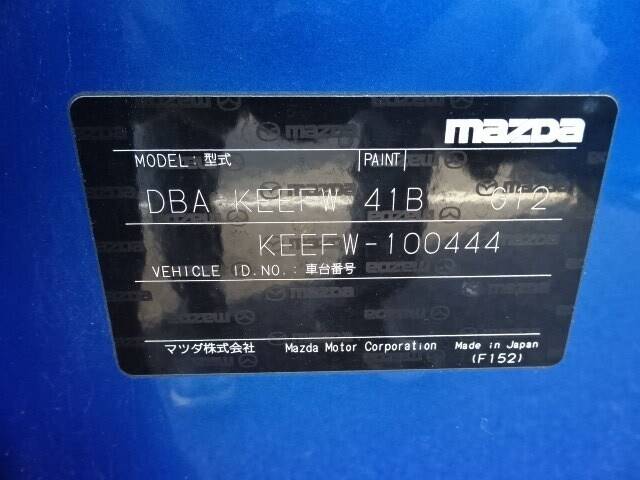 mazda
MODEL:型式 PAINT
DBA-KEEFW 41B GT2
KEEFW-100444
VEHICLE ID.NO.:車台番号
マツダ株式会社 Mazda Motor Corporation Made in Japan
(F152)